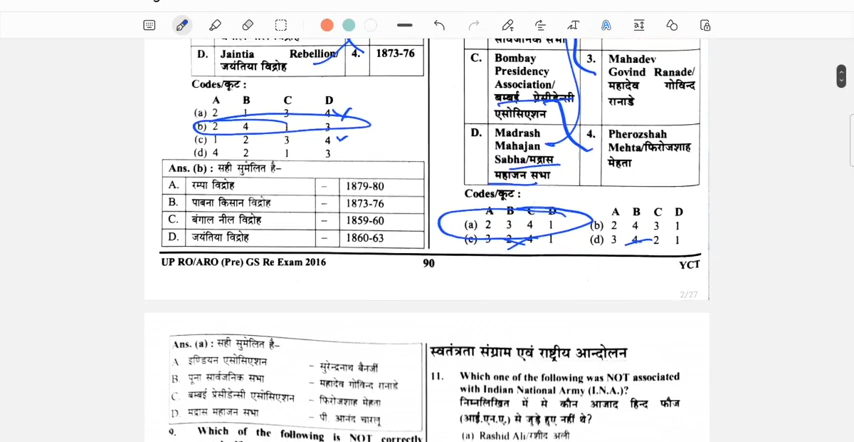 D. Jaintia Rebellion/ 4. 1873-76
जयंतिया विद्रोह
Codes/कूट :
A B C D
(a) 2 1 3 4
(b) 2 4 1 3
(c) 1 2 3 4
(d) 4 2 1 3
Ans. (b) : सही सुमेलित है–
A. रम्पा विद्रोह – 1879-80
B. पाबना किसान विद्रोह – 1873-76
C. बंगाल नील विद्रोह – 1859-60
D. जयंतिया विद्रोह – 1860-63
C. Bombay 3. Mahadev
Presidency Govind Ranade/
Association/ महादेव गोविन्द
बम्बई प्रेसीडेन्सी रानाडे
एसोसिएशन
D. Madrash 4. Pherozshah
Mahajan Mehta/फिरोजशाह
Sabha/मद्रास मेहता
महाजन सभा
Codes/कूट :
A B C D A B C D
(a) 2 3 4 1 (b) 2 4 3 1
(c) 3 2 4 1 (d) 3 4 2 1
UP RO/ARO (Pre) GS Re Exam 2016 90 YCT
2/27
Ans. (a) : सही सुमेलित है–
A इण्डियन एसोसिएशन – सुरेन्द्रनाथ बैनर्जी
B. पूना सार्वजनिक सभा – महादेव गोविन्द रानाडे
C. बम्बई प्रेसीडेन्सी एसोसिएशन – फिरोजशाह मेहता
D मद्रास महाजन सभा – पी. आनंद चारलू
9. Which of the following is NOT correctly
स्वतंत्रता संग्राम एवं राष्ट्रीय आन्दोलन
11. Which one of the following was NOT associated
with Indian National Army (I.N.A.)?
निम्नलिखित में से कौन आजाद हिन्द फौज
(आई.एन.ए.) से जुड़े हुए नहीं थे?
(a) Rashid Ali/रशीद अली